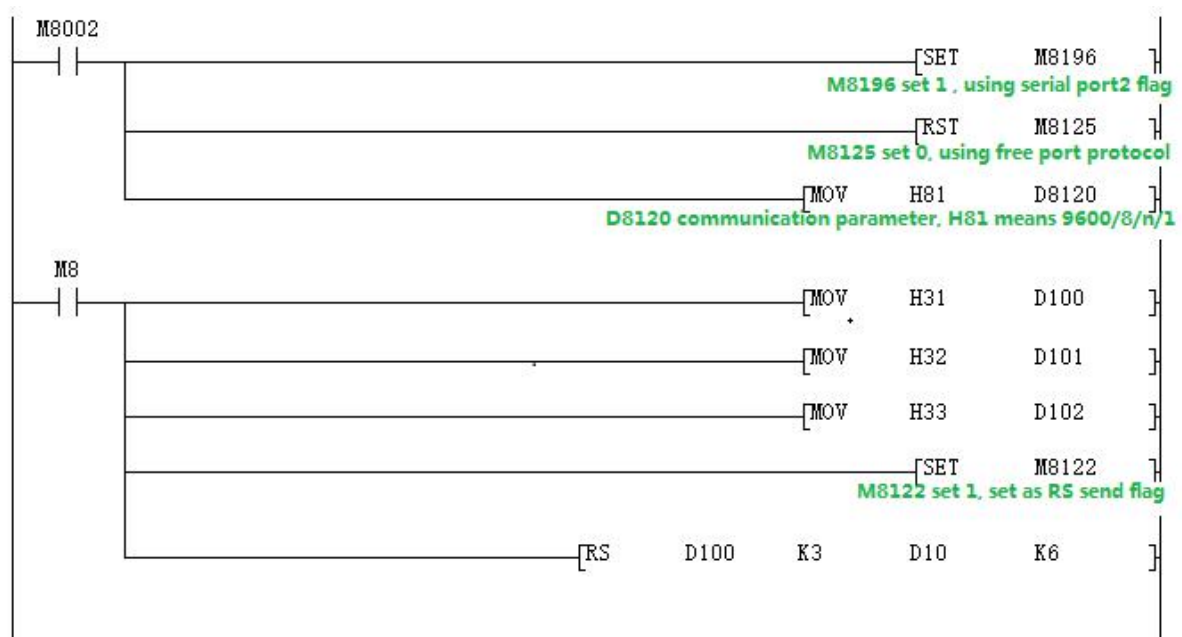 M8002
[SET M8196 ]
M8196 set 1 , using serial port2 flag
[RST M8125 ]
M8125 set 0, using free port protocol
[MOV H81 D8120 ]
D8120 communication parameter, H81 means 9600/8/n/1
M8
[MOV H31 D100 ]
[MOV H32 D101 ]
[MOV H33 D102 ]
[SET M8122 ]
M8122 set 1, set as RS send flag
[RS D100 K3 D10 K6 ]